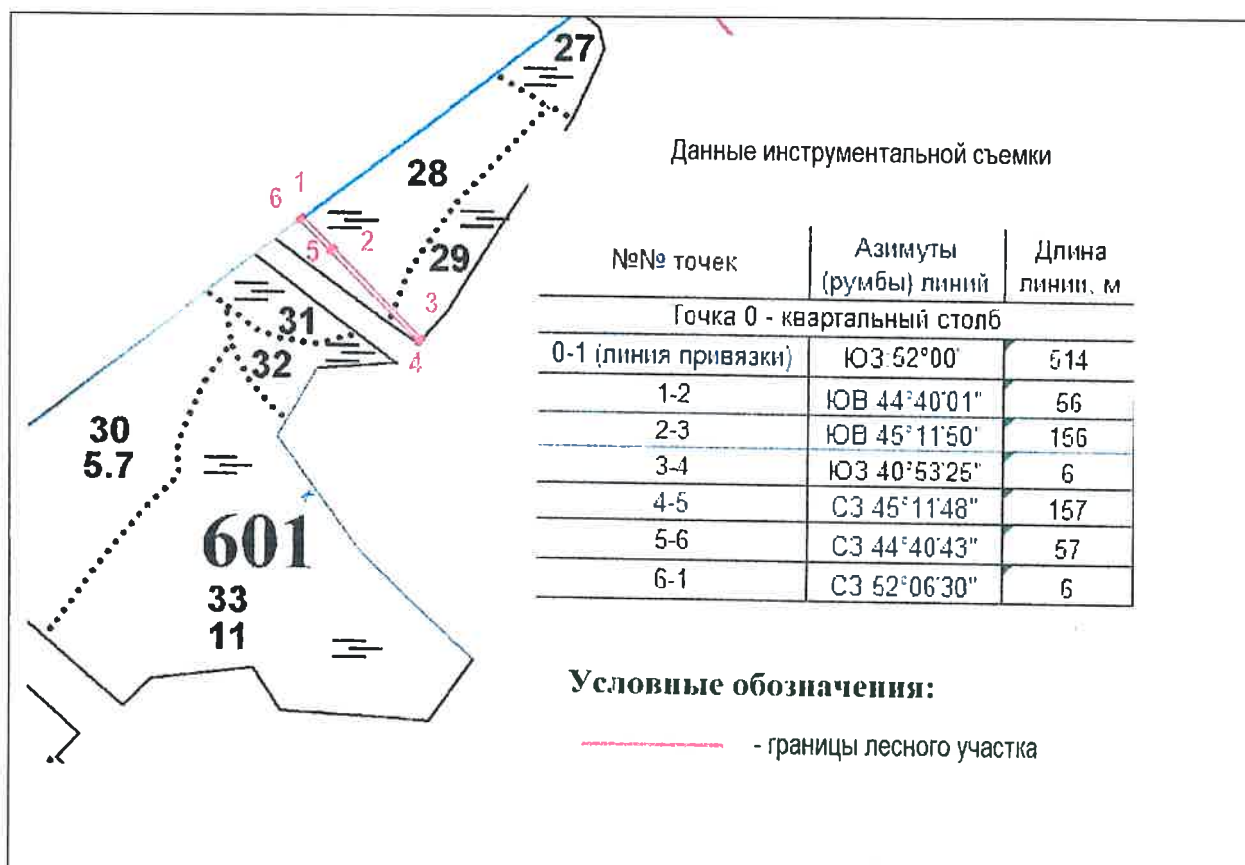 27
28
1
6
2
5
29
3
4
31
32
30
5.7
601
33
11
Данные инструментальной съемки
№№ точек Азимуты (румбы) линий Длина линии, м
Точка 0 - квартальный столб
0-1 (линия привязки) ЮЗ 52°00' 514
1-2 ЮВ 44°40'01" 56
2-3 ЮВ 45°11'50" 156
3-4 ЮЗ 40°53'25" 6
4-5 СЗ 45°11'48" 157
5-6 СЗ 44°40'43" 57
6-1 СЗ 52°06'30" 6
Условные обозначения:
- границы лесного участка